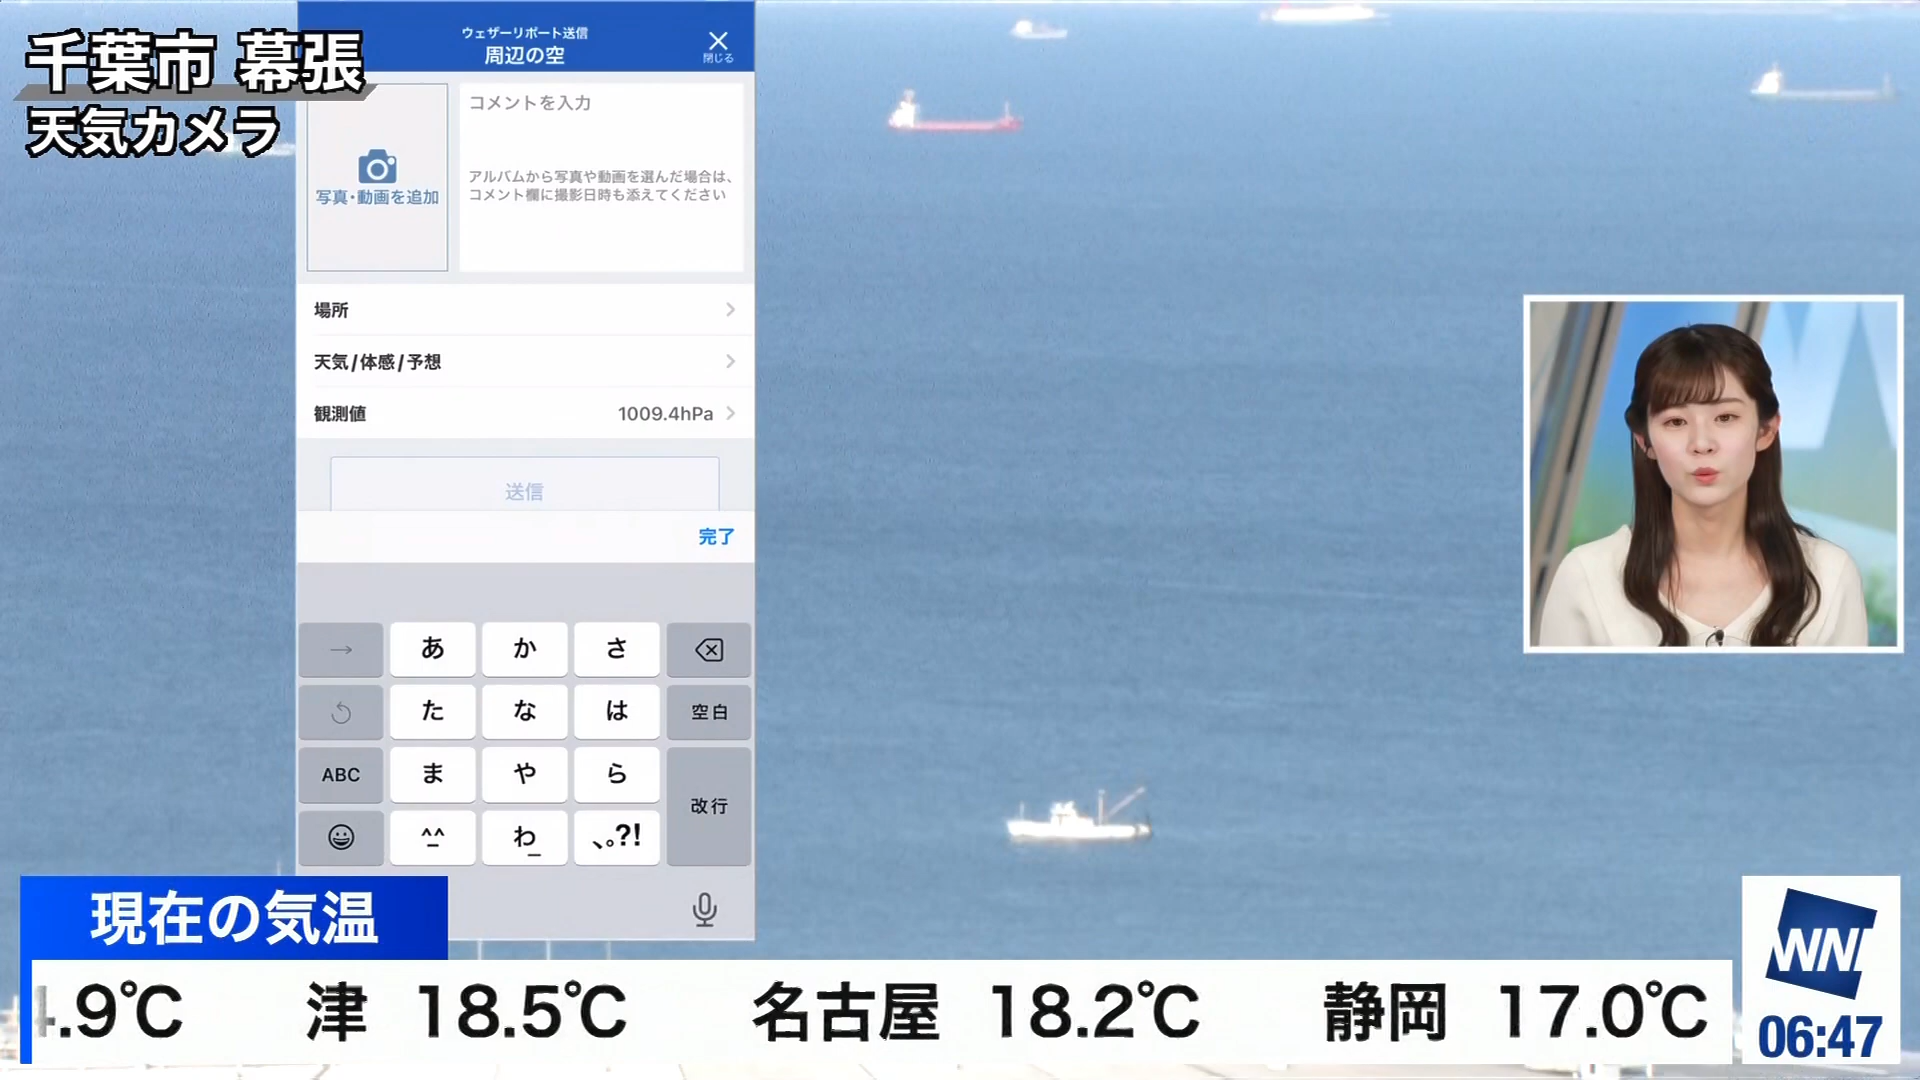 千葉市 幕張
天気カメラ
ウェザーリポート送信
周辺の空
閉じる
写真・動画を追加
コメントを入力
アルバムから写真や動画を選んだ場合は、
コメント欄に撮影日時も添えてください
場所
天気/体感/予想
観測値 1009.4hPa
送信
完了
→ あ か さ
た な は 空白
ABC ま や ら
改行
^_^ わ_ 、。?!
現在の気温
.9℃ 津 18.5℃ 名古屋 18.2℃ 静岡 17.0℃
WNI
06:47